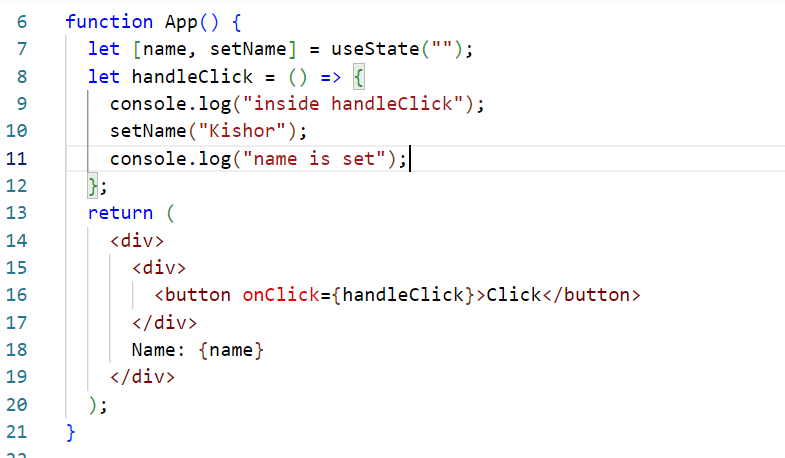 6 function App() {
7 let [name, setName] = useState("");
8 let handleClick = () => {
9 console.log("inside handleClick");
10 setName("Kishor");
11 console.log("name is set");
12 };
13 return (
14 <div>
15 <div>
16 <button onClick={handleClick}>Click</button>
17 </div>
18 Name: {name}
19 </div>
20 );
21 }